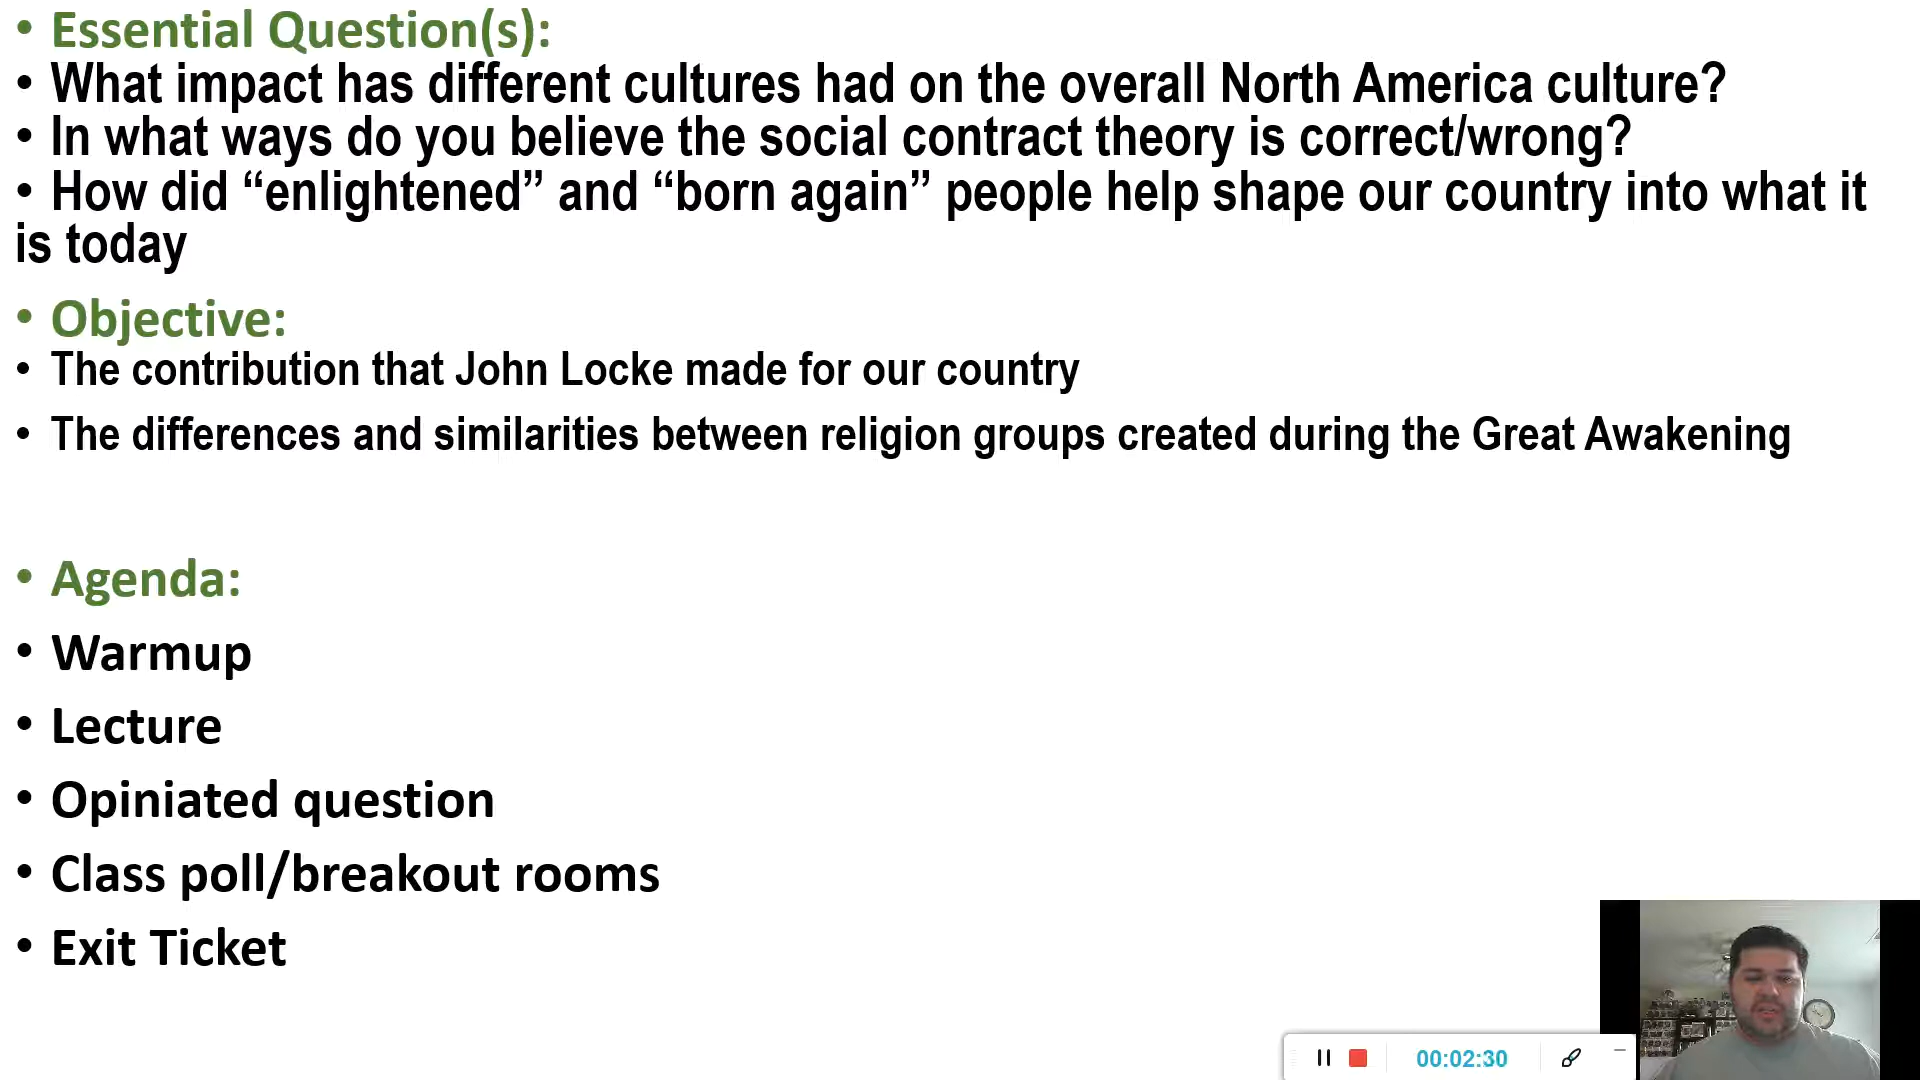 • Essential Question(s):
• What impact has different cultures had on the overall North America culture?
• In what ways do you believe the social contract theory is correct/wrong?
• How did “enlightened” and “born again” people help shape our country into what it
is today
• Objective:
• The contribution that John Locke made for our country
• The differences and similarities between religion groups created during the Great Awakening
• Agenda:
• Warmup
• Lecture
• Opiniated question
• Class poll/breakout rooms
• Exit Ticket
00:02:30